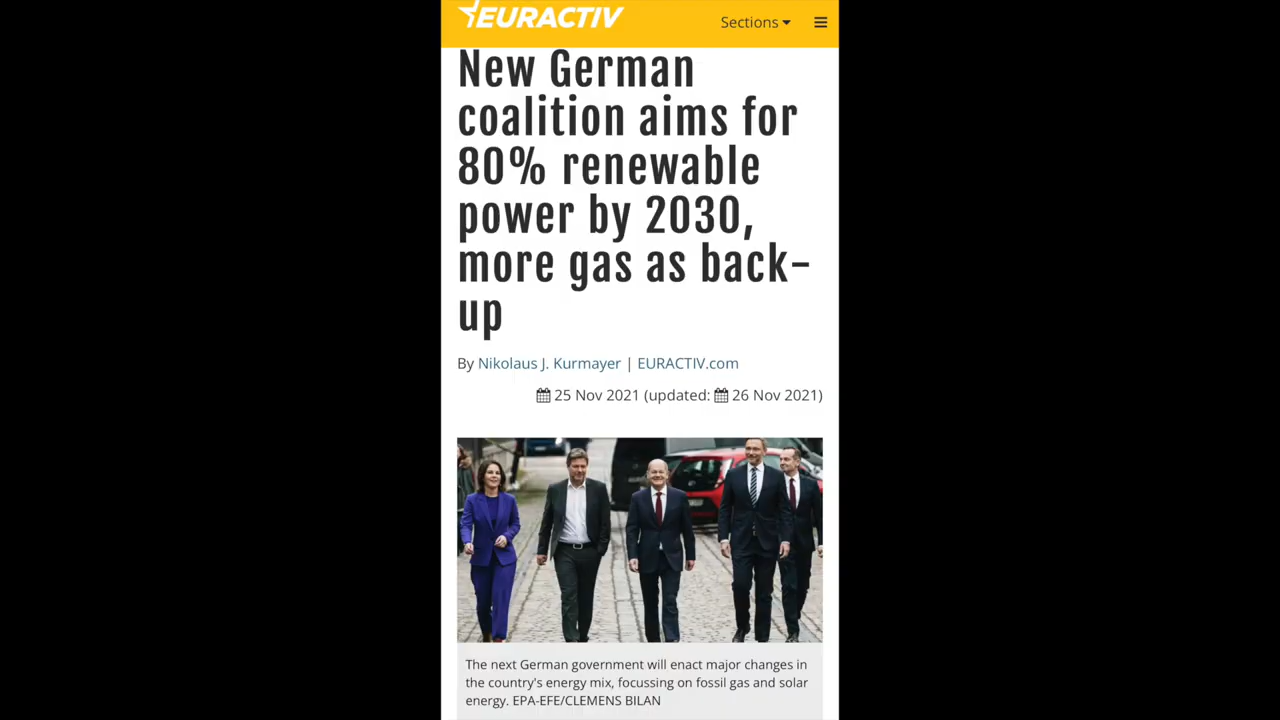 EURACTIV
Sections
New German
coalition aims for
80% renewable
power by 2030,
more gas as back-
up
By Nikolaus J. Kurmayer | EURACTIV.com
25 Nov 2021 (updated: 26 Nov 2021)
The next German government will enact major changes in
the country's energy mix, focussing on fossil gas and solar
energy. EPA-EFE/CLEMENS BILAN